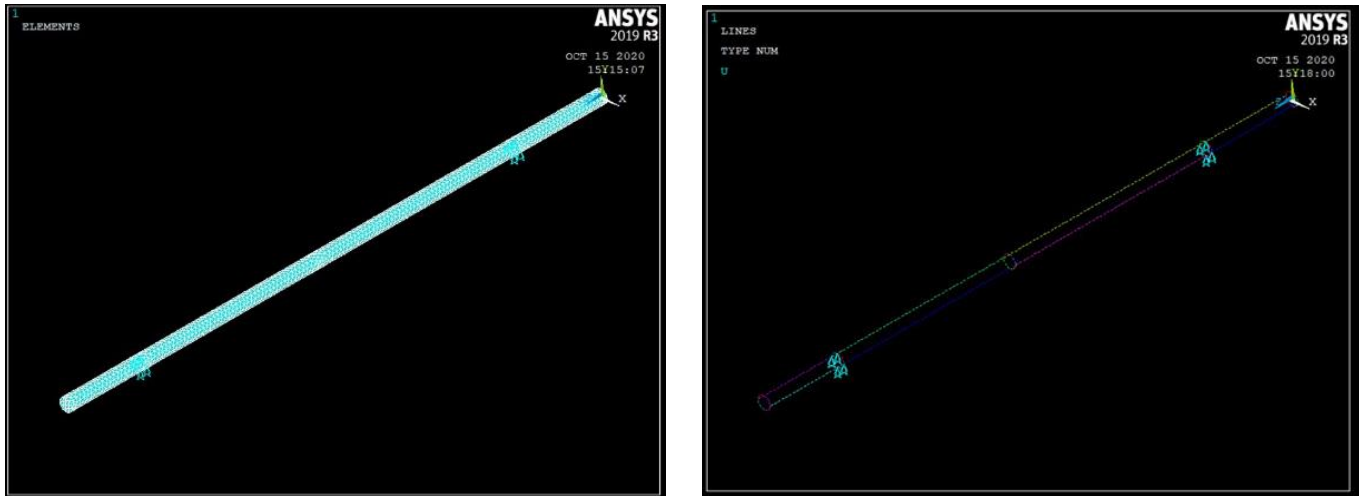 1
ELEMENTS
ANSYS
2019 R3
OCT 15 2020
15:15:07
X
1
LINES
TYPE NUM
U
ANSYS
2019 R3
OCT 15 2020
15:18:00
X